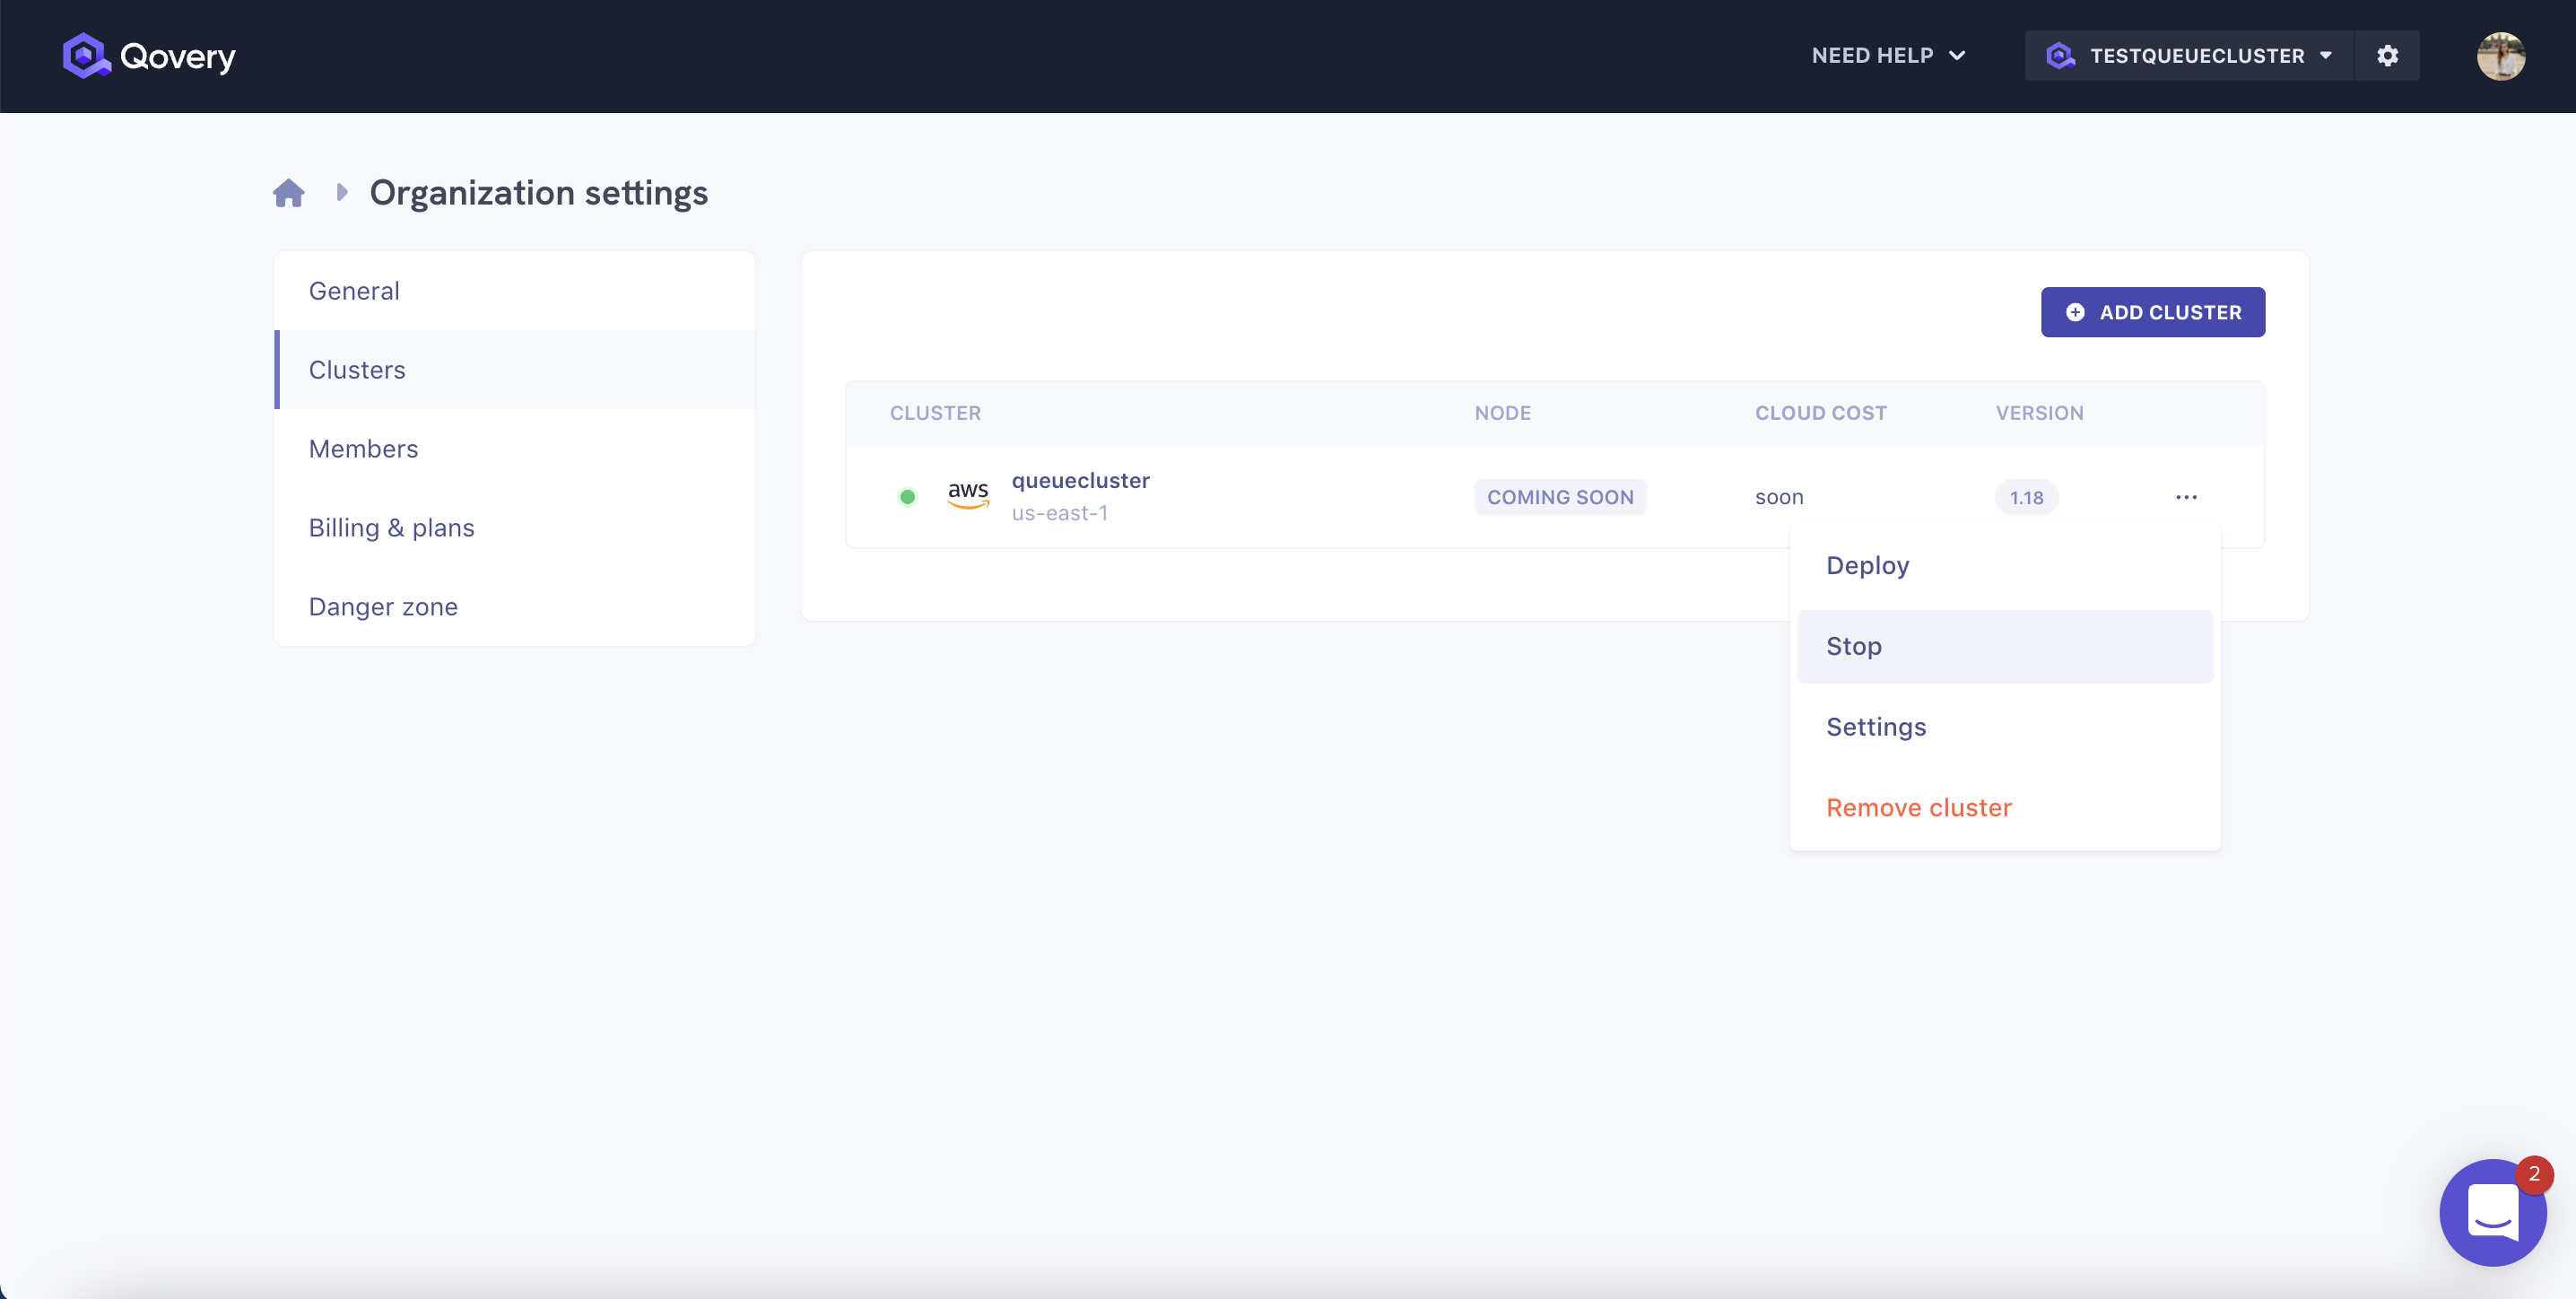 Qovery
NEED HELP
TESTQUEUECLUSTER
Organization settings
General
Clusters
Members
Billing & plans
Danger zone
ADD CLUSTER
CLUSTER NODE CLOUD COST VERSION
aws
queuecluster
us-east-1
COMING SOON
soon
1.18
Deploy
Stop
Settings
Remove cluster
2